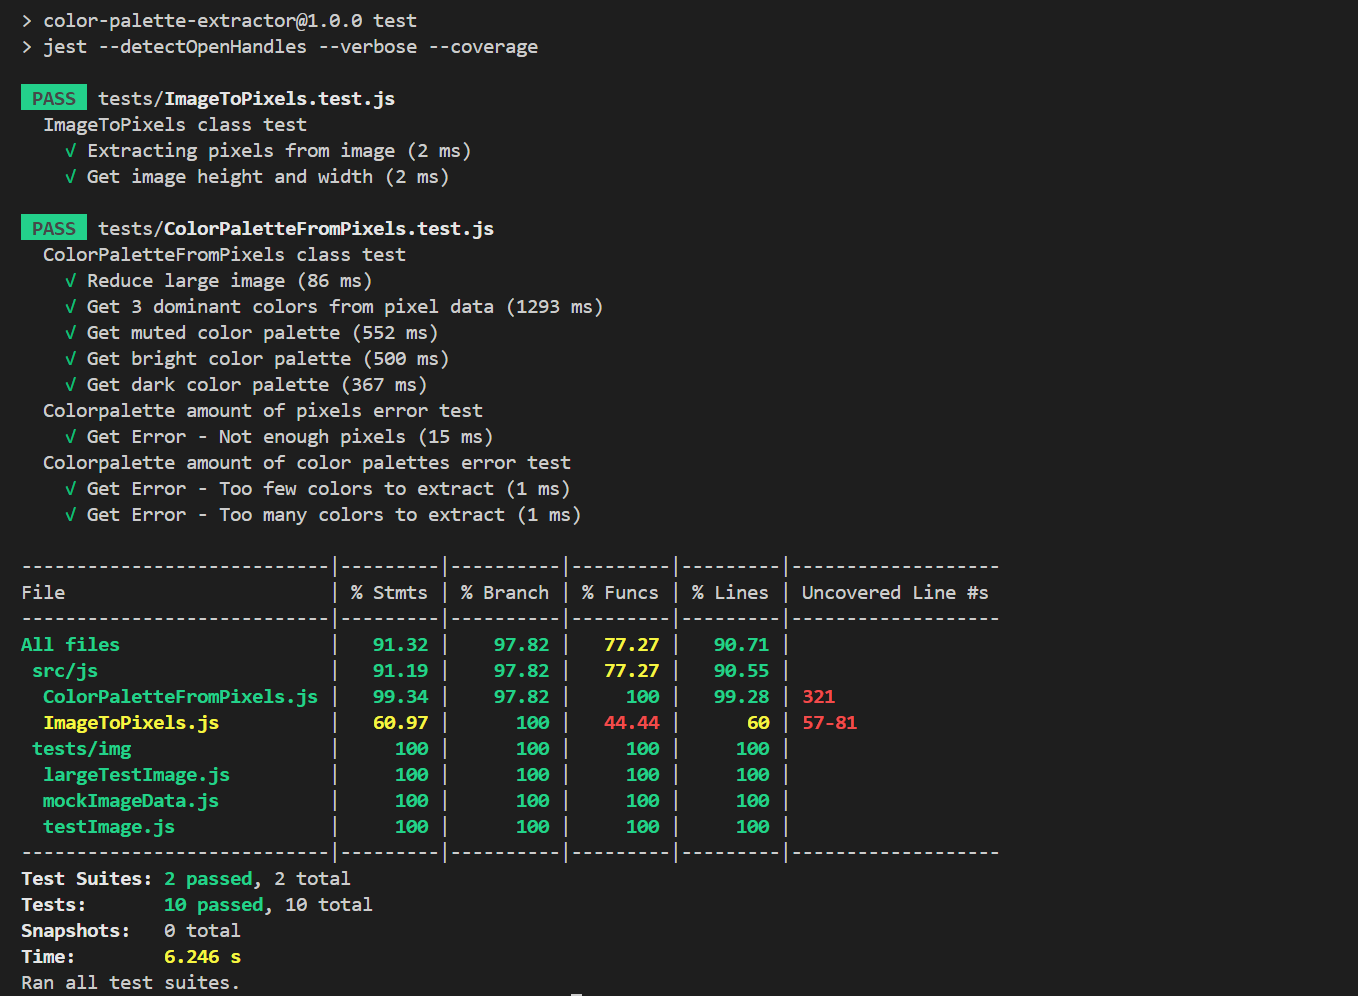 > color-palette-extractor@1.0.0 test
> jest --detectOpenHandles --verbose --coverage
PASS tests/ImageToPixels.test.js
ImageToPixels class test
√ Extracting pixels from image (2 ms)
√ Get image height and width (2 ms)
PASS tests/ColorPaletteFromPixels.test.js
ColorPaletteFromPixels class test
√ Reduce large image (86 ms)
√ Get 3 dominant colors from pixel data (1293 ms)
√ Get muted color palette (552 ms)
√ Get bright color palette (500 ms)
√ Get dark color palette (367 ms)
Colorpalette amount of pixels error test
√ Get Error - Not enough pixels (15 ms)
Colorpalette amount of color palettes error test
√ Get Error - Too few colors to extract (1 ms)
√ Get Error - Too many colors to extract (1 ms)
----------------------------|---------|----------|---------|---------|-------------------
File                        | % Stmts | % Branch | % Funcs | % Lines | Uncovered Line #s
----------------------------|---------|----------|---------|---------|-------------------
All files                   |   91.32 |    97.82 |   77.27 |   90.71 |
 src/js                     |   91.19 |    97.82 |   77.27 |   90.55 |
  ColorPaletteFromPixels.js |   99.34 |    97.82 |     100 |   99.28 | 321
  ImageToPixels.js          |   60.97 |      100 |   44.44 |      60 | 57-81
 tests/img                  |     100 |      100 |     100 |     100 |
  largeTestImage.js         |     100 |      100 |     100 |     100 |
  mockImageData.js          |     100 |      100 |     100 |     100 |
  testImage.js              |     100 |      100 |     100 |     100 |
----------------------------|---------|----------|---------|---------|-------------------
Test Suites: 2 passed, 2 total
Tests:       10 passed, 10 total
Snapshots:   0 total
Time:        6.246 s
Ran all test suites.